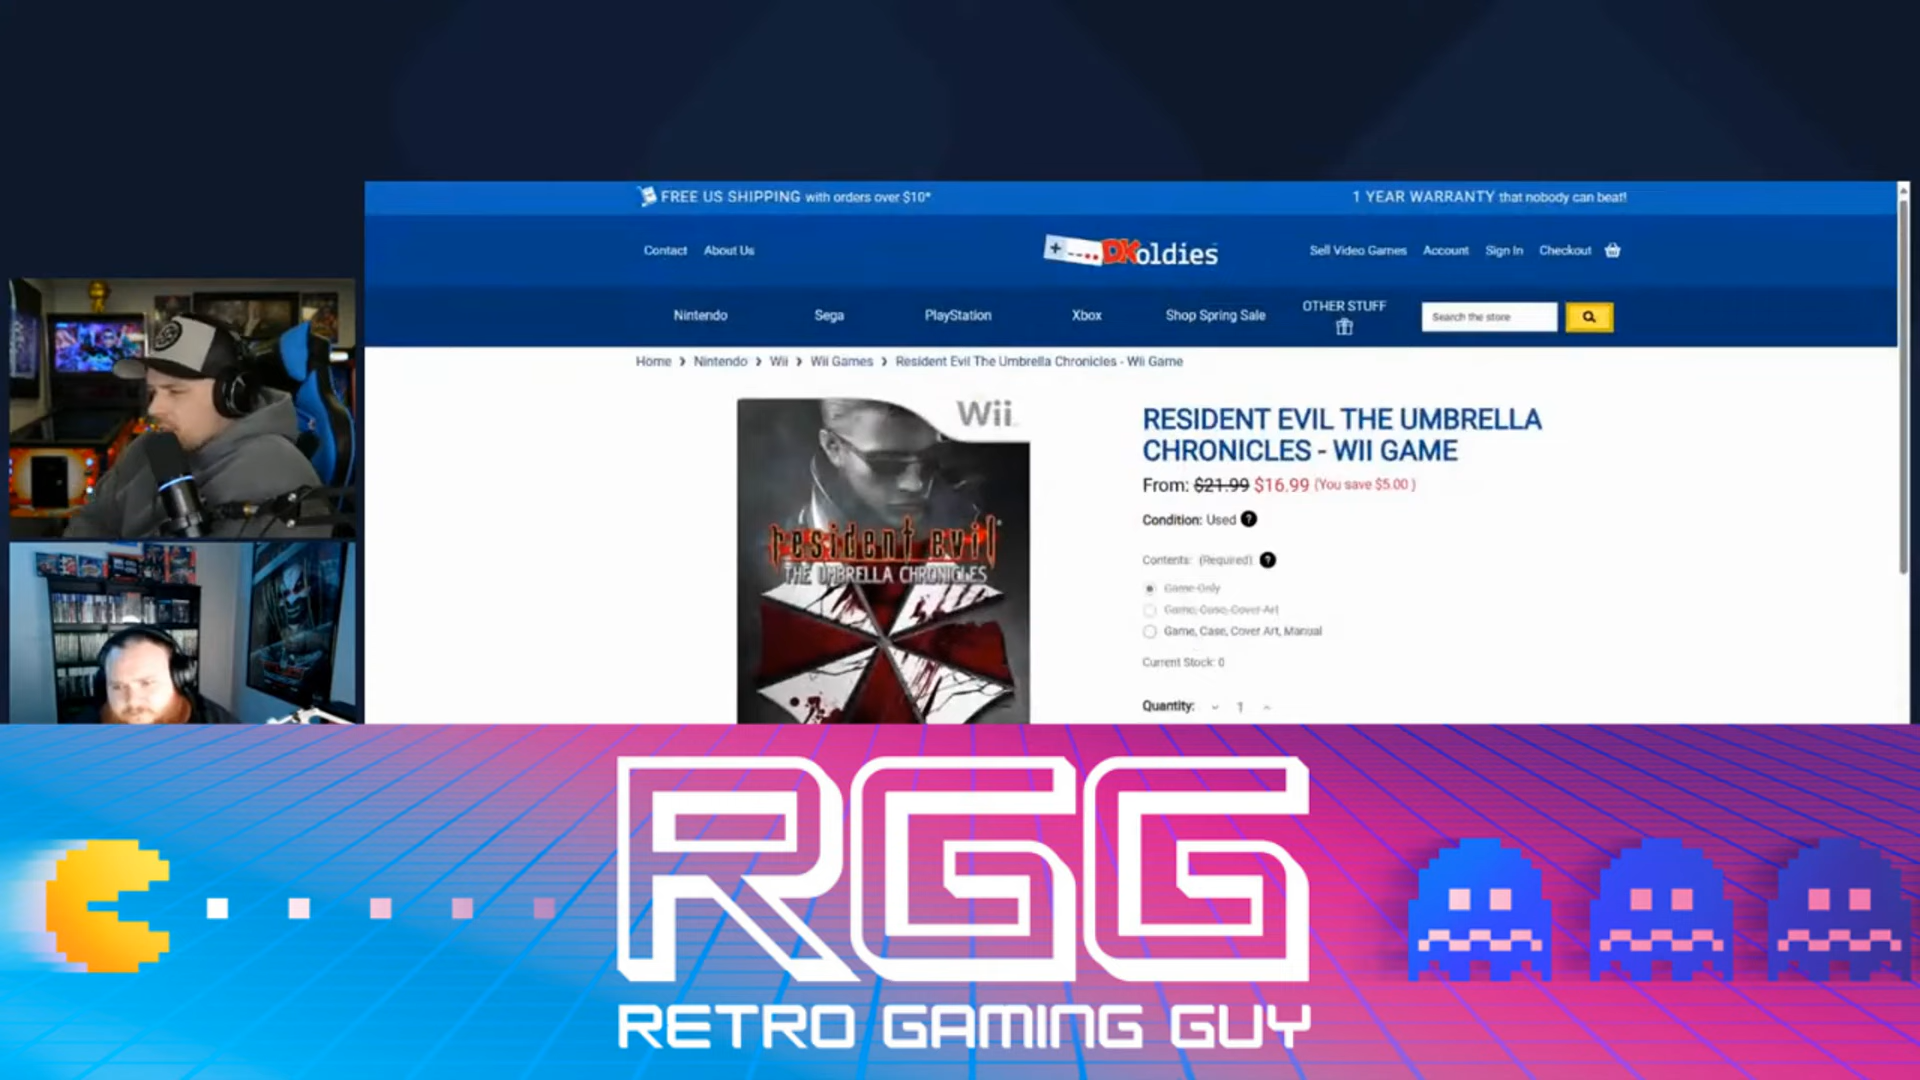 FREE US SHIPPING with orders over $10*
1 YEAR WARRANTY that nobody can beat!
Contact
About Us
DKoldies
Sell Video Games
Account
Sign In
Checkout
Nintendo
Sega
PlayStation
Xbox
Shop Spring Sale
OTHER STUFF
Search the store
Home > Nintendo > Wii > Wii Games > Resident Evil The Umbrella Chronicles - Wii Game
Wii
resident evil
THE UMBRELLA CHRONICLES
RESIDENT EVIL THE UMBRELLA
CHRONICLES - WII GAME
From: $21.99 $16.99 (You save $5.00 )
Condition: Used ?
Contents: (Required) ?
Game Only
Game, Case, Cover Art
Game, Case, Cover Art, Manual
Current Stock: 0
Quantity: 1
RGG
RETRO GAMING GUY